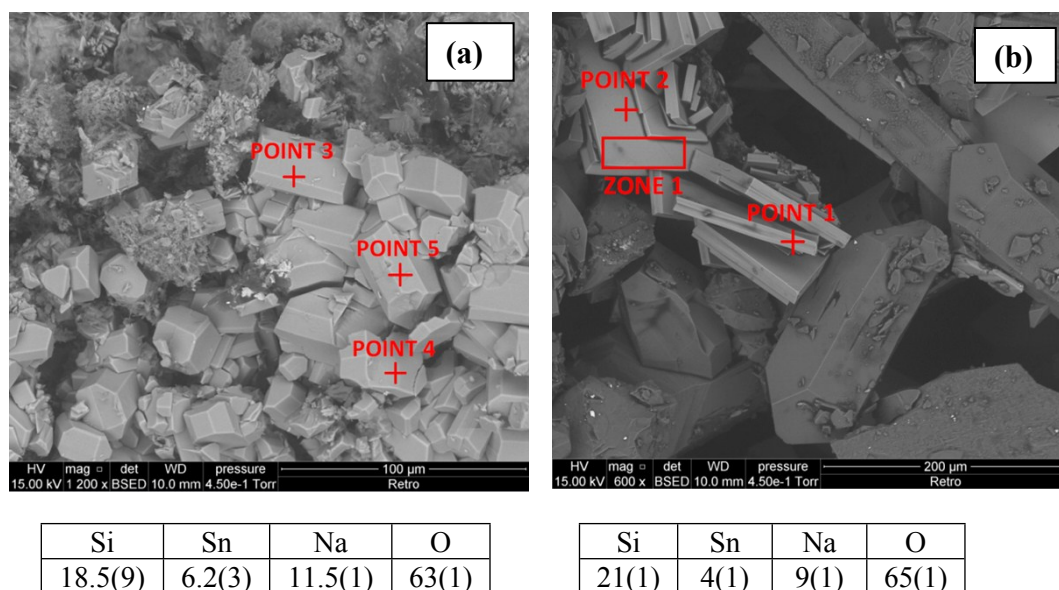 (a)
POINT 3
POINT 5
POINT 4
HV mag □ det WD pressure 100 µm
15.00 kV 1 200 x BSED 10.0 mm 4.50e-1 Torr Retro
(b)
POINT 2
ZONE 1
POINT 1
HV mag □ det WD pressure 200 µm
15.00 kV 600 x BSED 10.0 mm 4.50e-1 Torr Retro
Si Sn Na O
18.5(9) 6.2(3) 11.5(1) 63(1)
Si Sn Na O
21(1) 4(1) 9(1) 65(1)